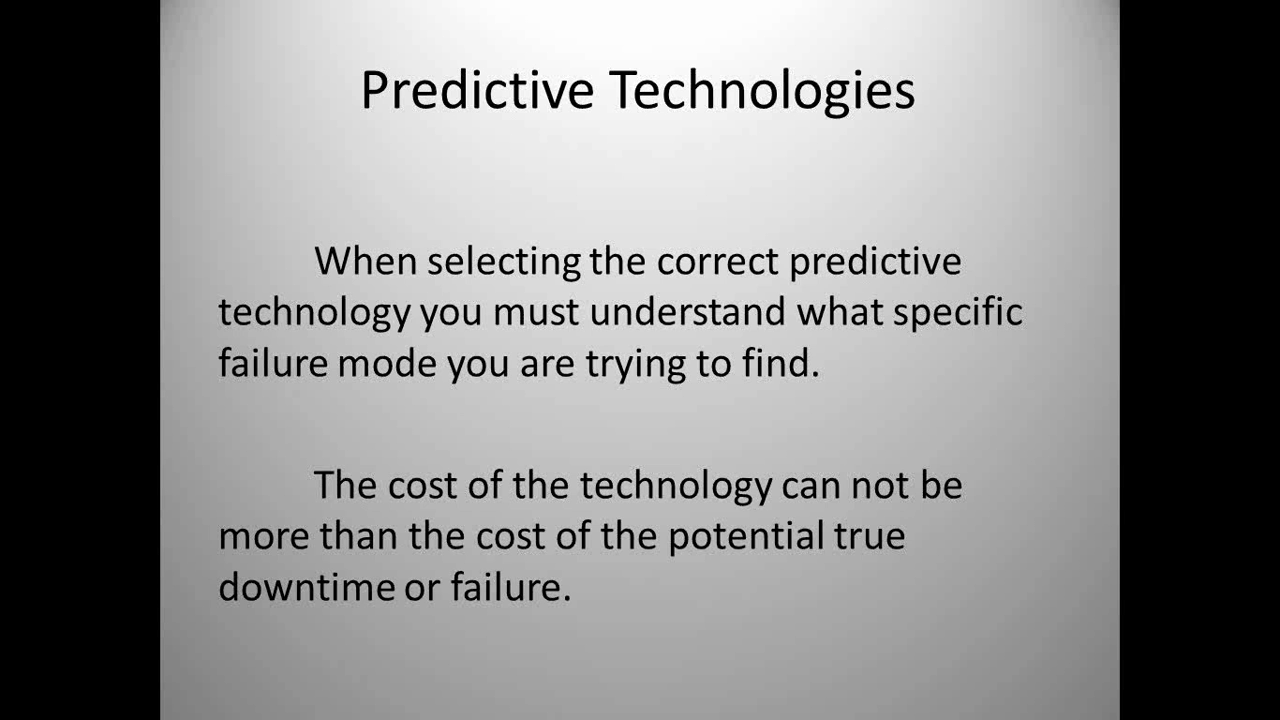 Predictive Technologies
When selecting the correct predictive
technology you must understand what specific
failure mode you are trying to find.
The cost of the technology can not be
more than the cost of the potential true
downtime or failure.